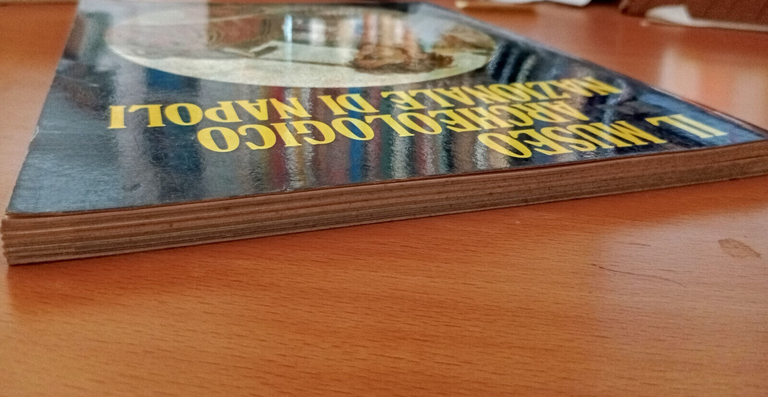 IL MUSEO
ARCHEOLOGICO
NAZIONALE DI NAPOLI